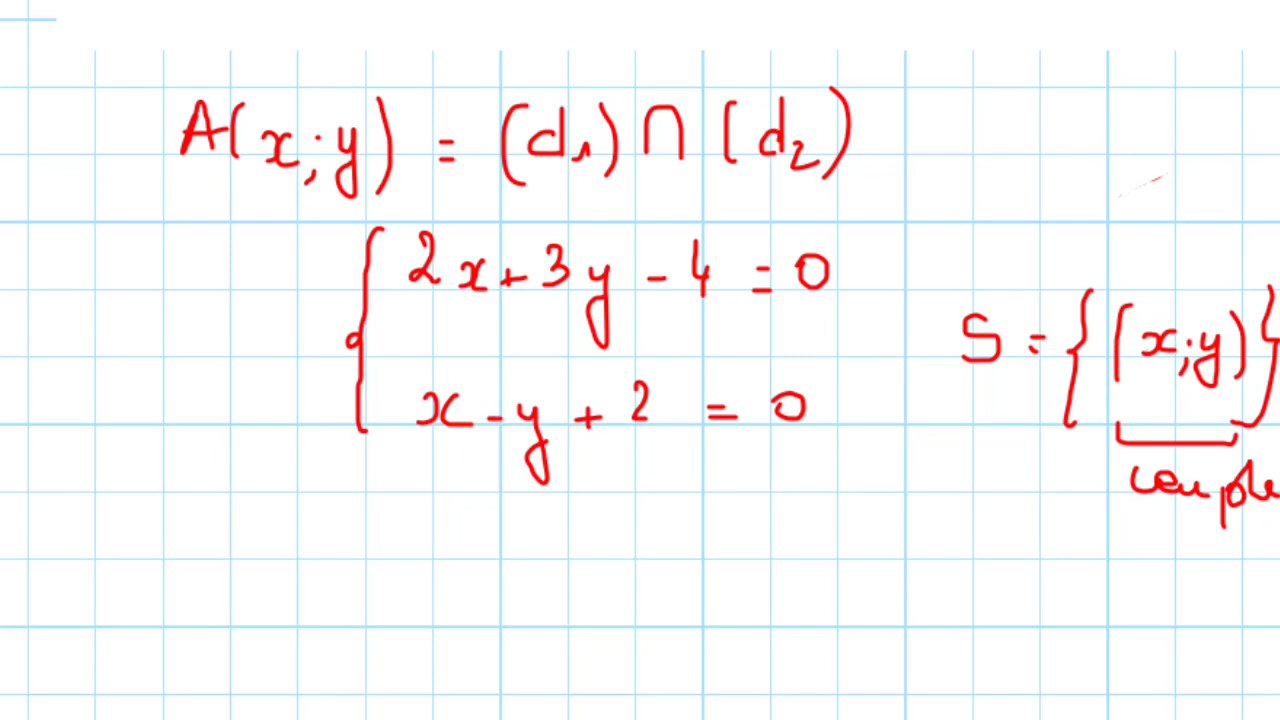 A(x;y) = (d1) ∩ (d2)
{ 2x+3y-4 = 0
x-y+2 = 0
S = {(x;y)}
couple